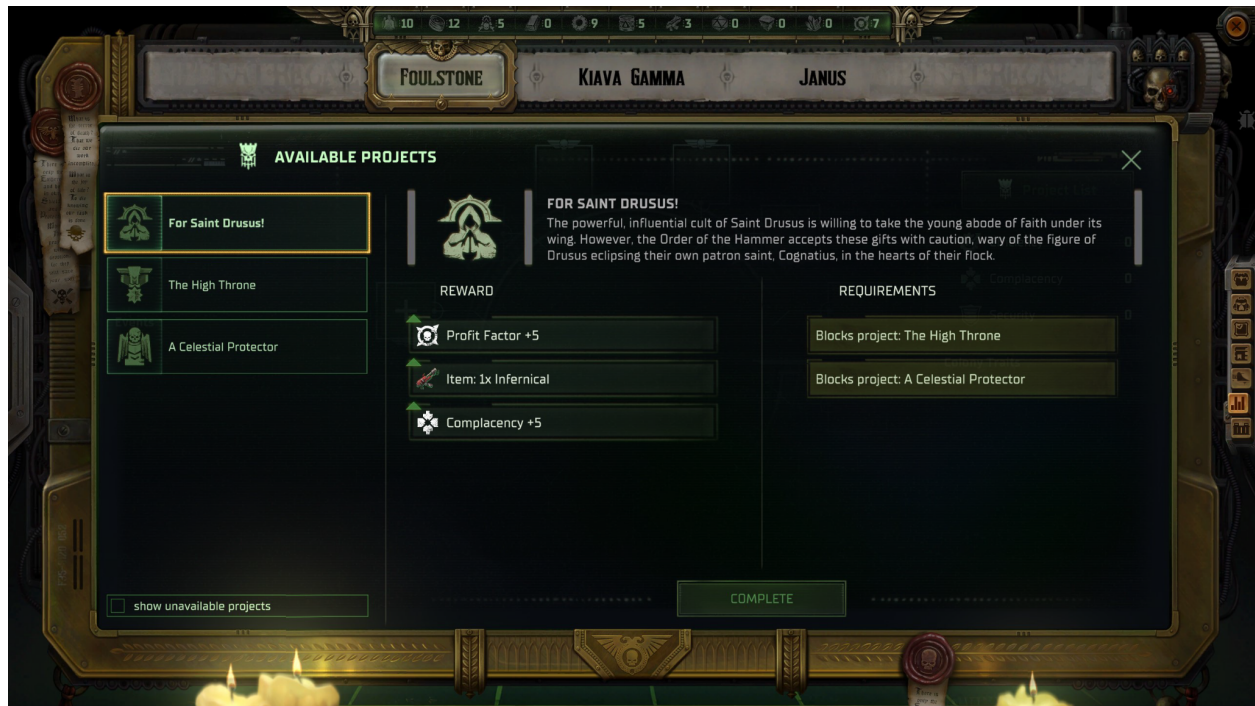 10 12 5 0 9 5 3 0 0 0 7
FOULSTONE
KIAVA GAMMA
JANUS
AVAILABLE PROJECTS
Project List
For Saint Drusus!
The High Throne
A Celestial Protector
FOR SAINT DRUSUS!
The powerful, influential cult of Saint Drusus is willing to take the young abode of faith under its
wing. However, the Order of the Hammer accepts these gifts with caution, wary of the figure of
Drusus eclipsing their own patron saint, Cognatius, in the hearts of their flock.
Complacency 0
REWARD
Profit Factor +5
Item: 1x Infernical
Complacency +5
REQUIREMENTS
Blocks project: The High Throne
Blocks project: A Celestial Protector
show unavailable projects
COMPLETE